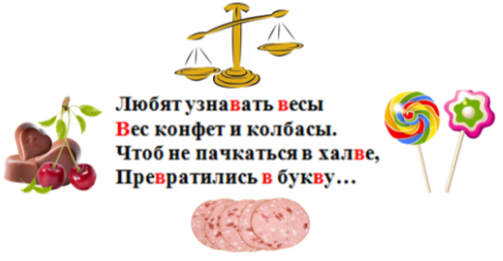 Любят узнавать весы
Вес конфет и колбасы.
Чтоб не пачкаться в халве,
Превратились в букву...